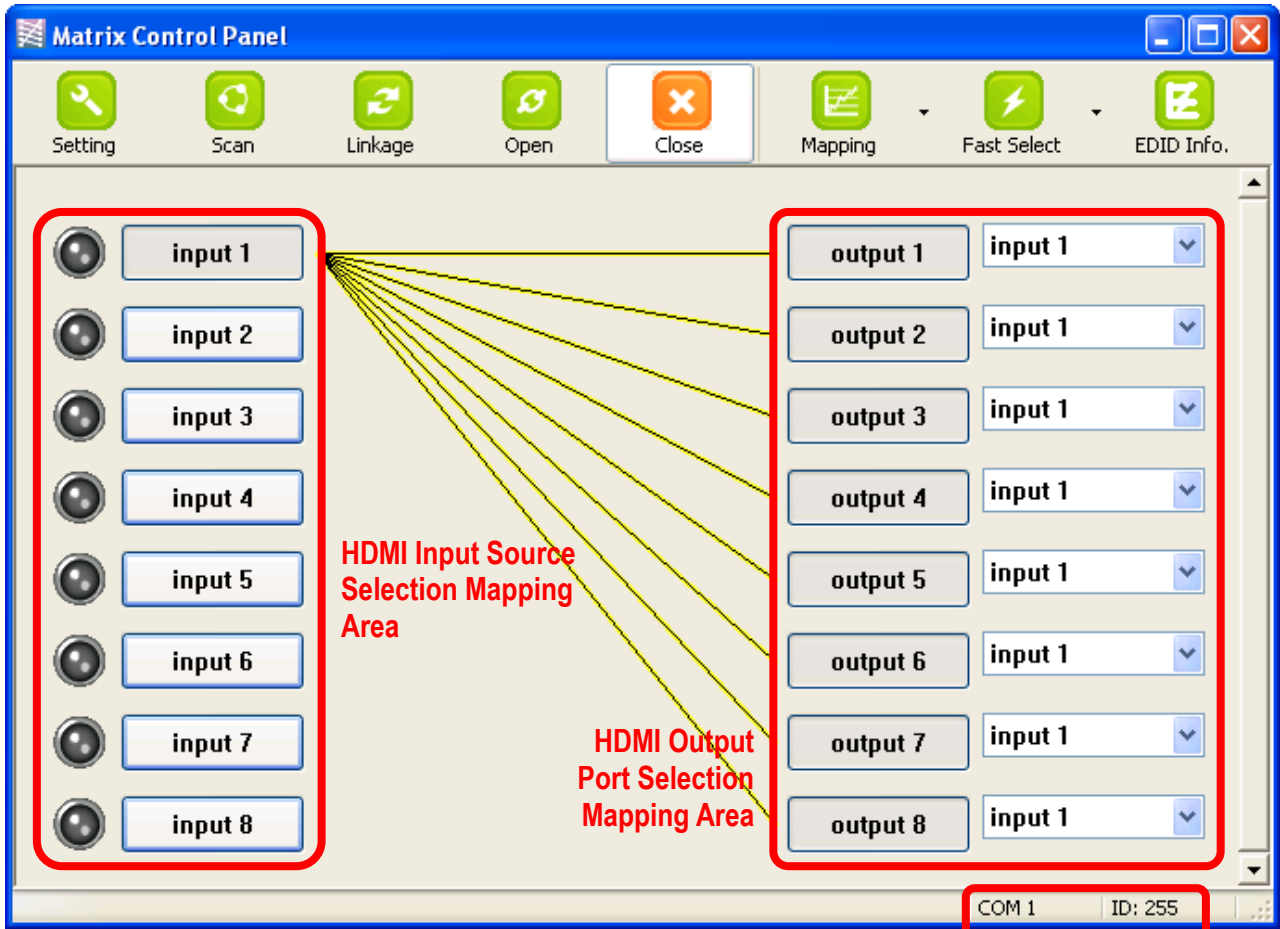 Matrix Control Panel
Setting Scan Linkage Open Close Mapping Fast Select EDID Info.
input 1 output 1 input 1
input 2 output 2 input 1
input 3 output 3 input 1
input 4 output 4 input 1
HDMI Input Source
Selection Mapping
Area
input 5 output 5 input 1
input 6 output 6 input 1
HDMI Output
Port Selection
Mapping Area
input 7 output 7 input 1
input 8 output 8 input 1
COM 1 ID: 255